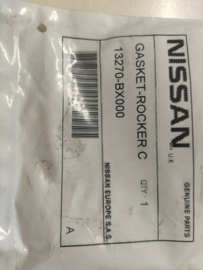 NISSAN
U.K.
GENUINE PARTS
GASKET-ROCKER C
QTY: 1
13270-BX000
NISSAN EUROPE S.A.S.
A